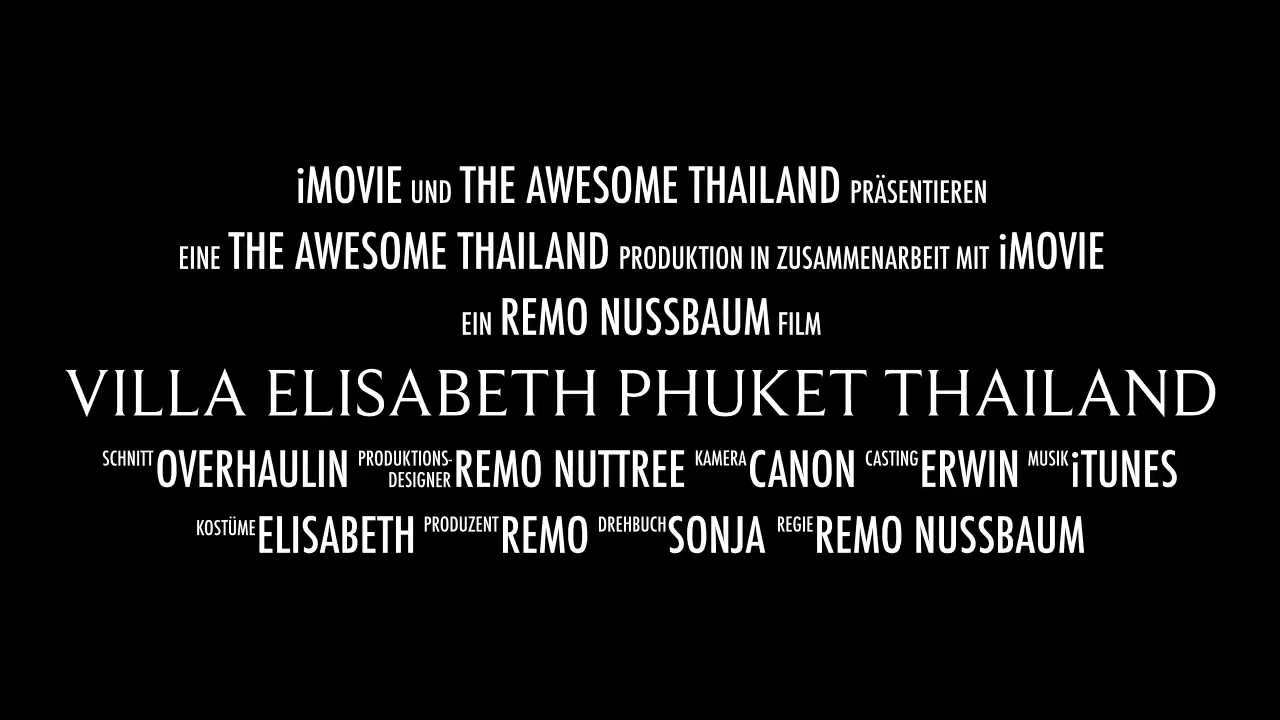 iMOVIE UND THE AWESOME THAILAND PRÄSENTIEREN
EINE THE AWESOME THAILAND PRODUKTION IN ZUSAMMENARBEIT MIT iMOVIE
EIN REMO NUSSBAUM FILM
VILLA ELISABETH PHUKET THAILAND
SCHNITT OVERHAULIN PRODUKTIONS-DESIGNER REMO NUTTREE KAMERA CANON CASTING ERWIN MUSIK iTUNES
KOSTÜME ELISABETH PRODUZENT REMO DREHBUCH SONJA REGIE REMO NUSSBAUM